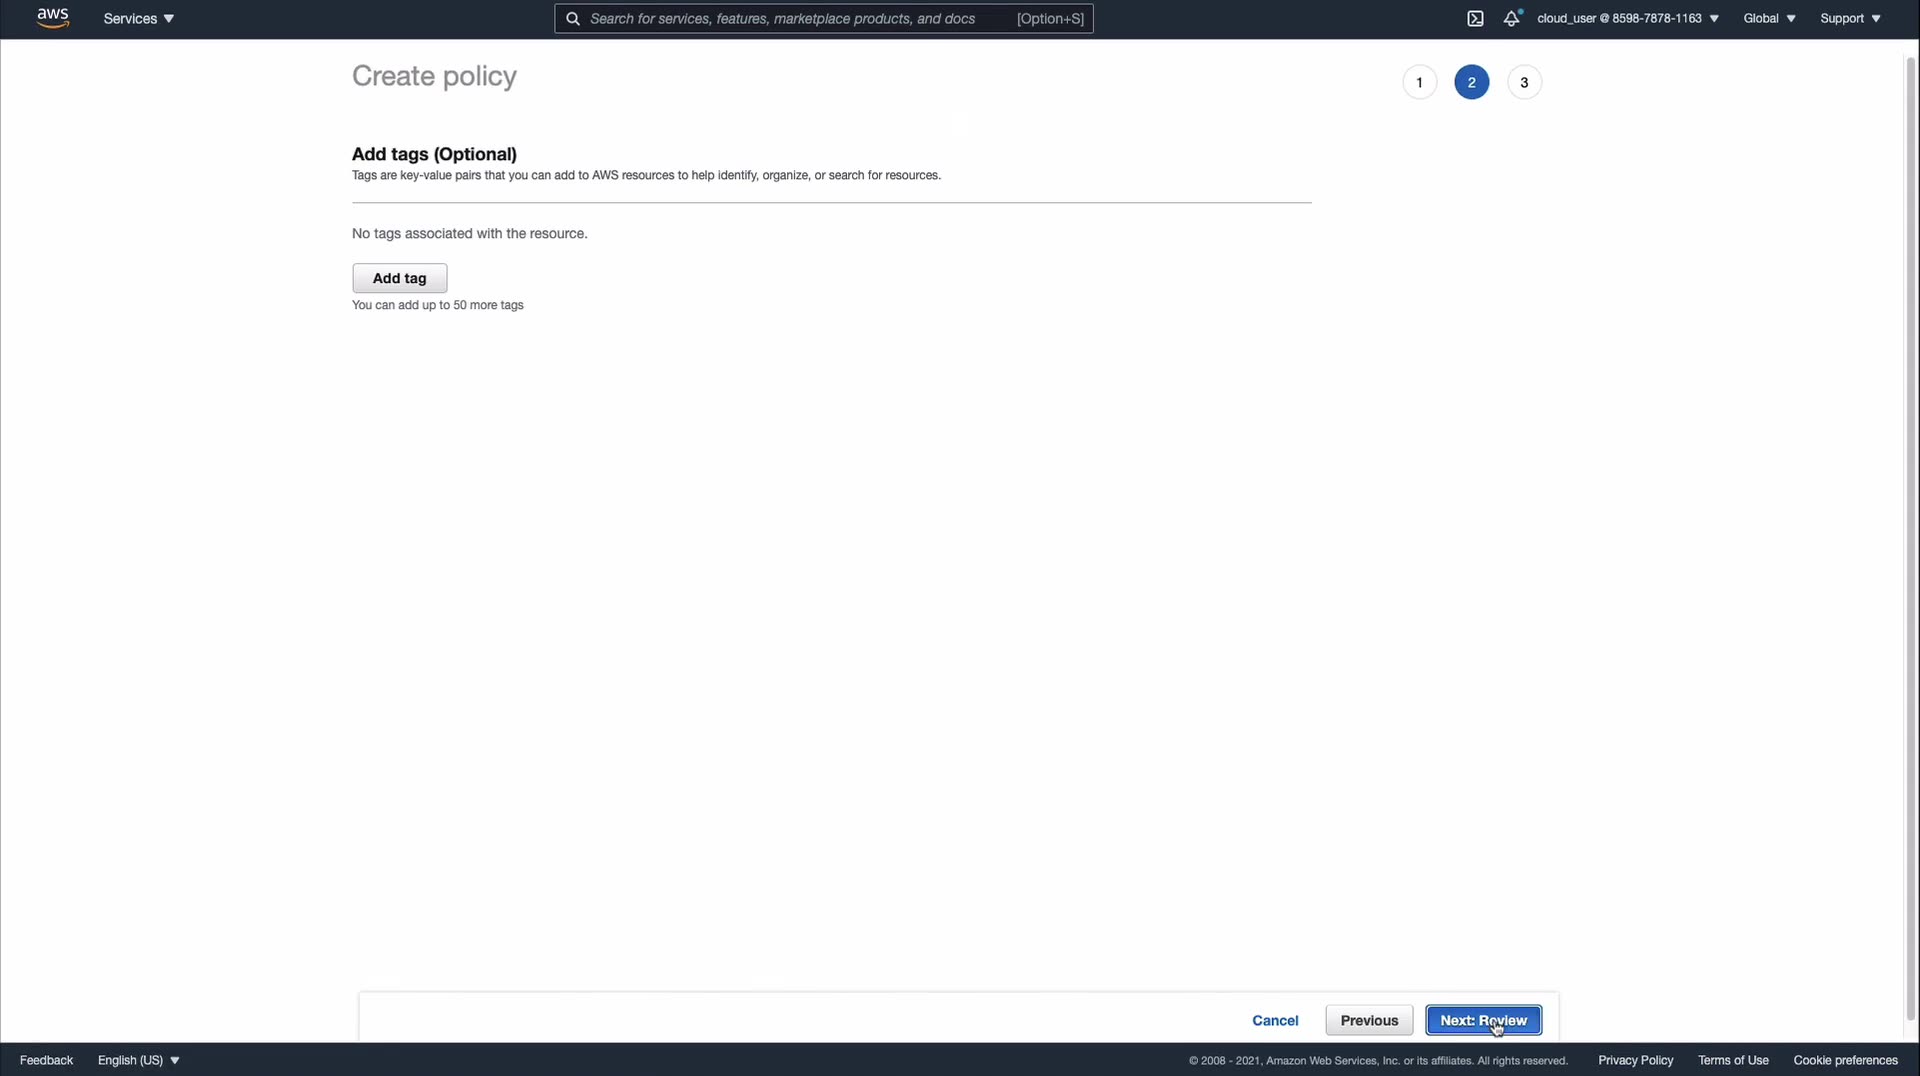 aws Services Search for services, features, marketplace products, and docs [Option+S] cloud_user @ 8598-7878-1163 Global Support
Create policy 1 2 3
Add tags (Optional)
Tags are key-value pairs that you can add to AWS resources to help identify, organize, or search for resources.
No tags associated with the resource.
Add tag
You can add up to 50 more tags
Cancel Previous Next: Review
Feedback English (US) © 2008 - 2021, Amazon Web Services, Inc. or its affiliates. All rights reserved. Privacy Policy Terms of Use Cookie preferences